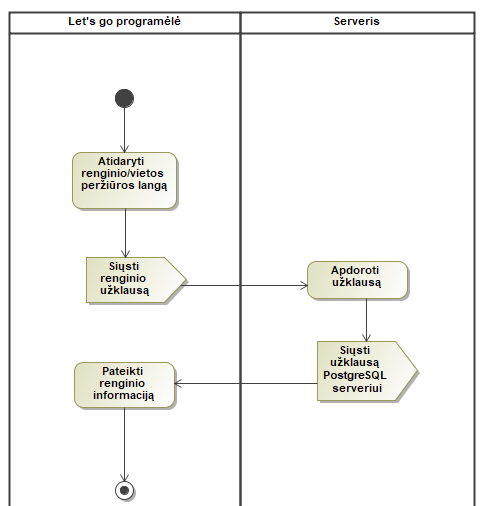 Let's go programėlė
Serveris
Atidaryti
renginio/vietos
peržiūros langą
Siųsti
renginio
užklausą
Apdoroti
užklausą
Siųsti
užklausą
PostgreSQL
serveriui
Pateikti
renginio
informaciją